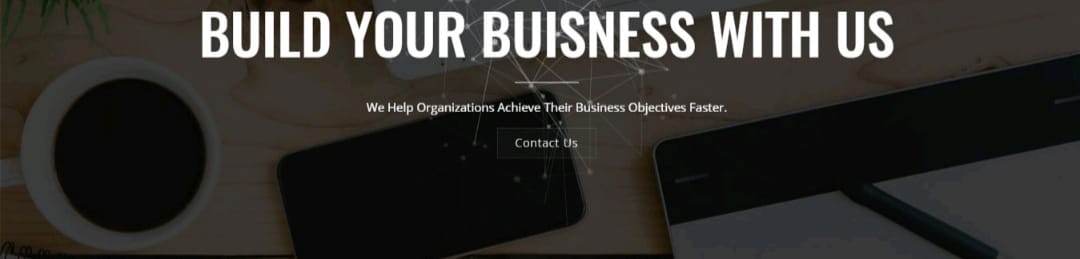 BUILD YOUR BUISNESS WITH US
We Help Organizations Achieve Their Business Objectives Faster.
Contact Us